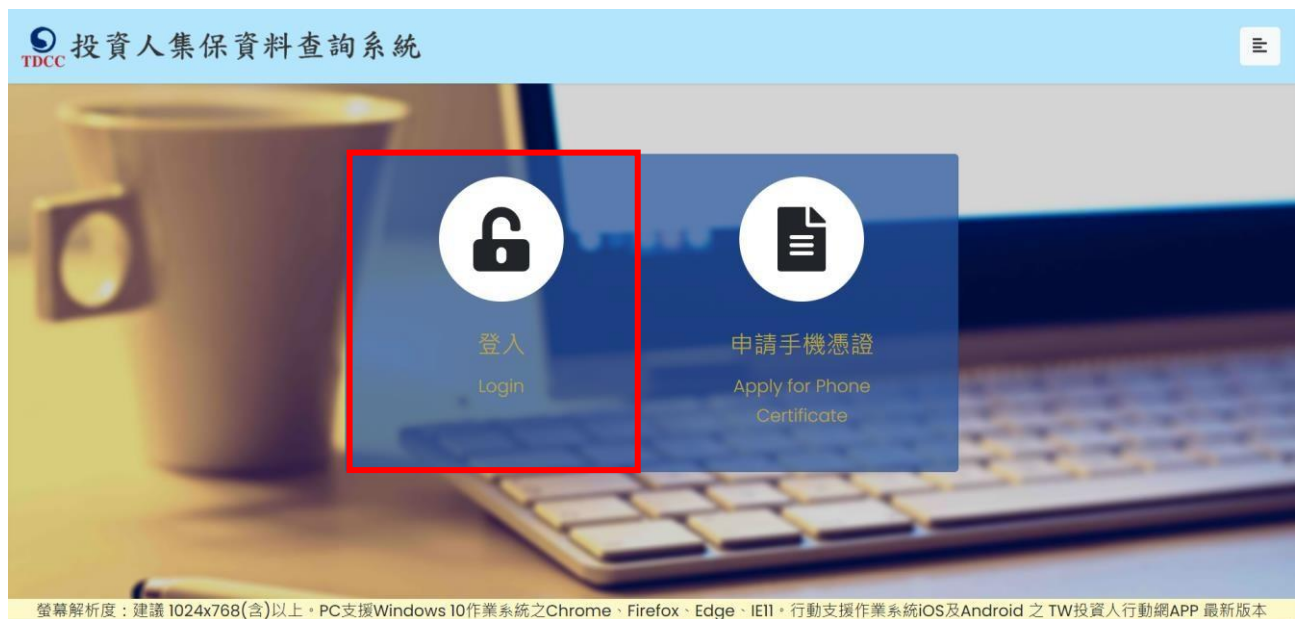 TDCC 投資人集保資料查詢系統
登入
Login
申請手機憑證
Apply for Phone
Certificate
螢幕解析度：建議 1024x768(含)以上。PC支援Windows 10作業系統之Chrome、Firefox、Edge、IE11。行動支援作業系統iOS及Android 之 TW投資人行動網APP 最新版本